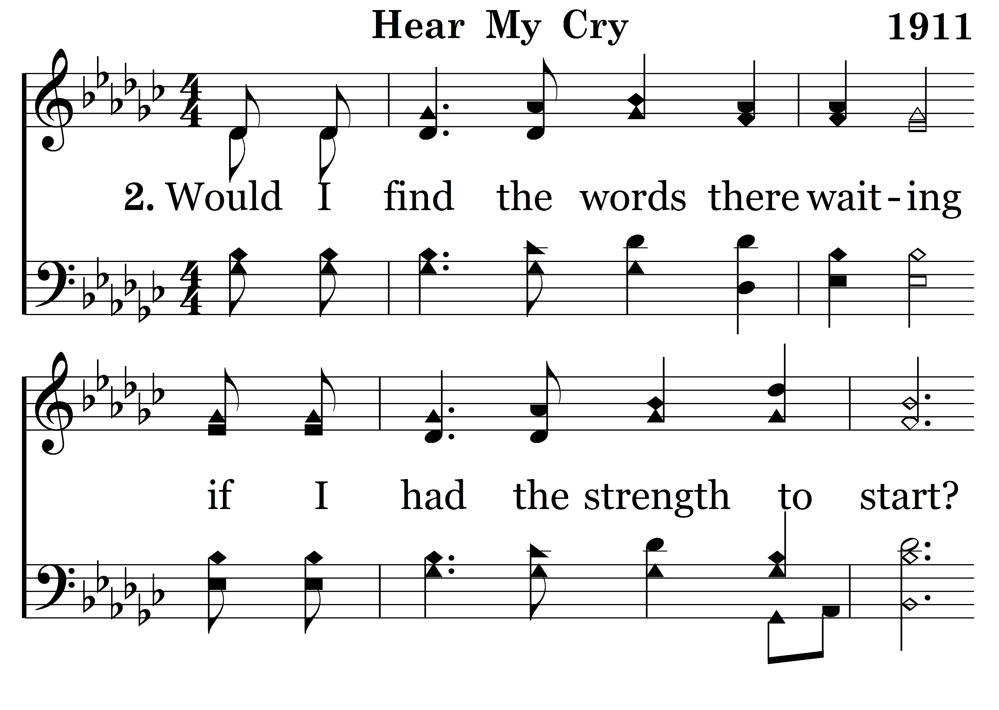 Hear My Cry 1911
2. Would I find the words there wait - ing
if I had the strength to start?